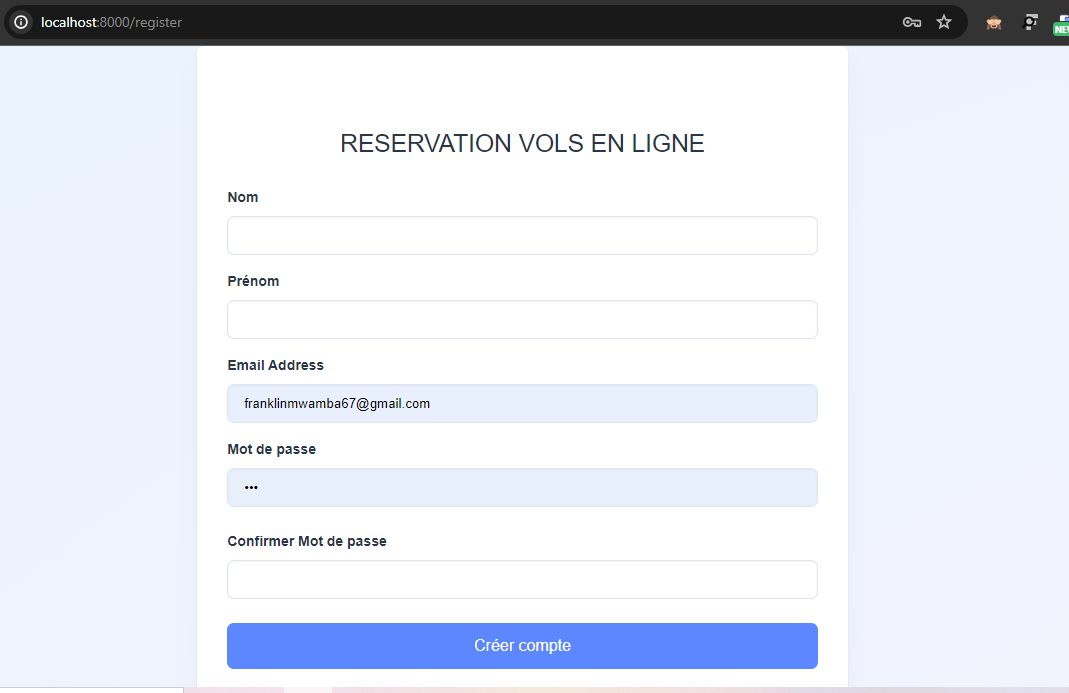 localhost:8000/register
NEW
RESERVATION VOLS EN LIGNE
Nom
Prénom
Email Address
franklinmwamba67@gmail.com
Mot de passe
•••
Confirmer Mot de passe
Créer compte